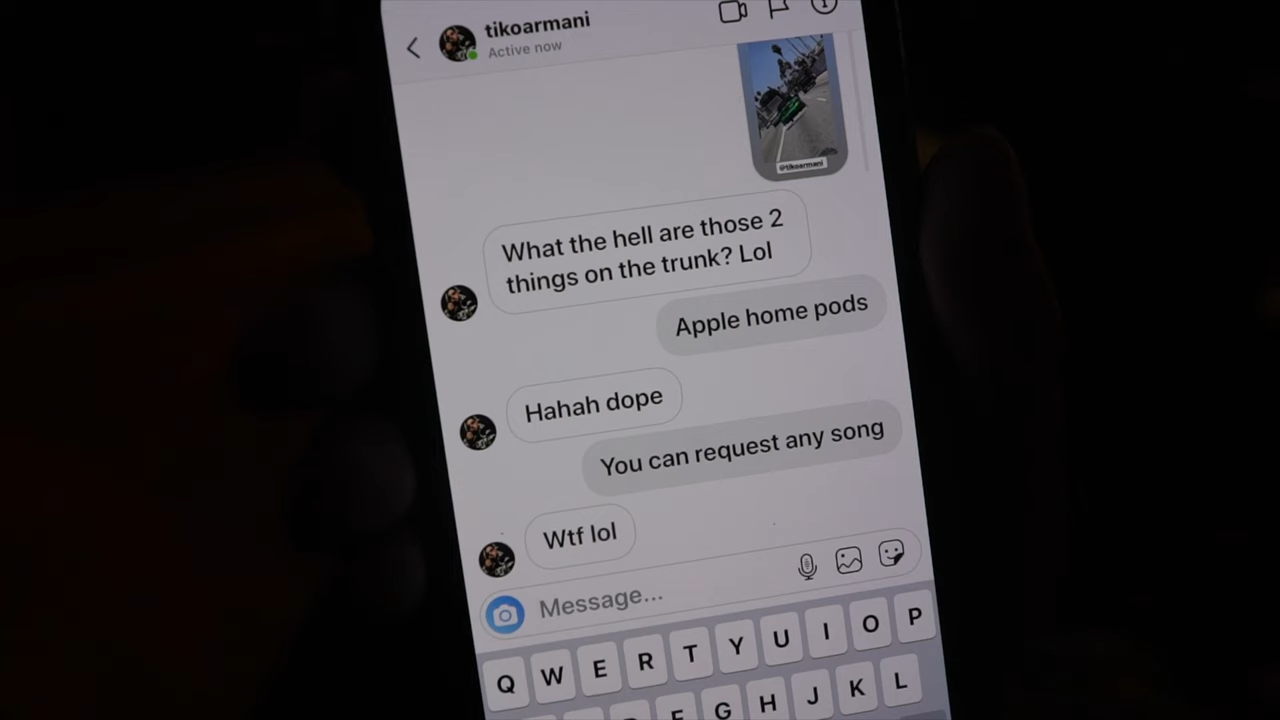 tikoarmani
Active now
@tikoarmani
What the hell are those 2
things on the trunk? Lol
Apple home pods
Hahah dope
You can request any song
Wtf lol
Message...
Q W E R T Y U I O P
F G H J K L